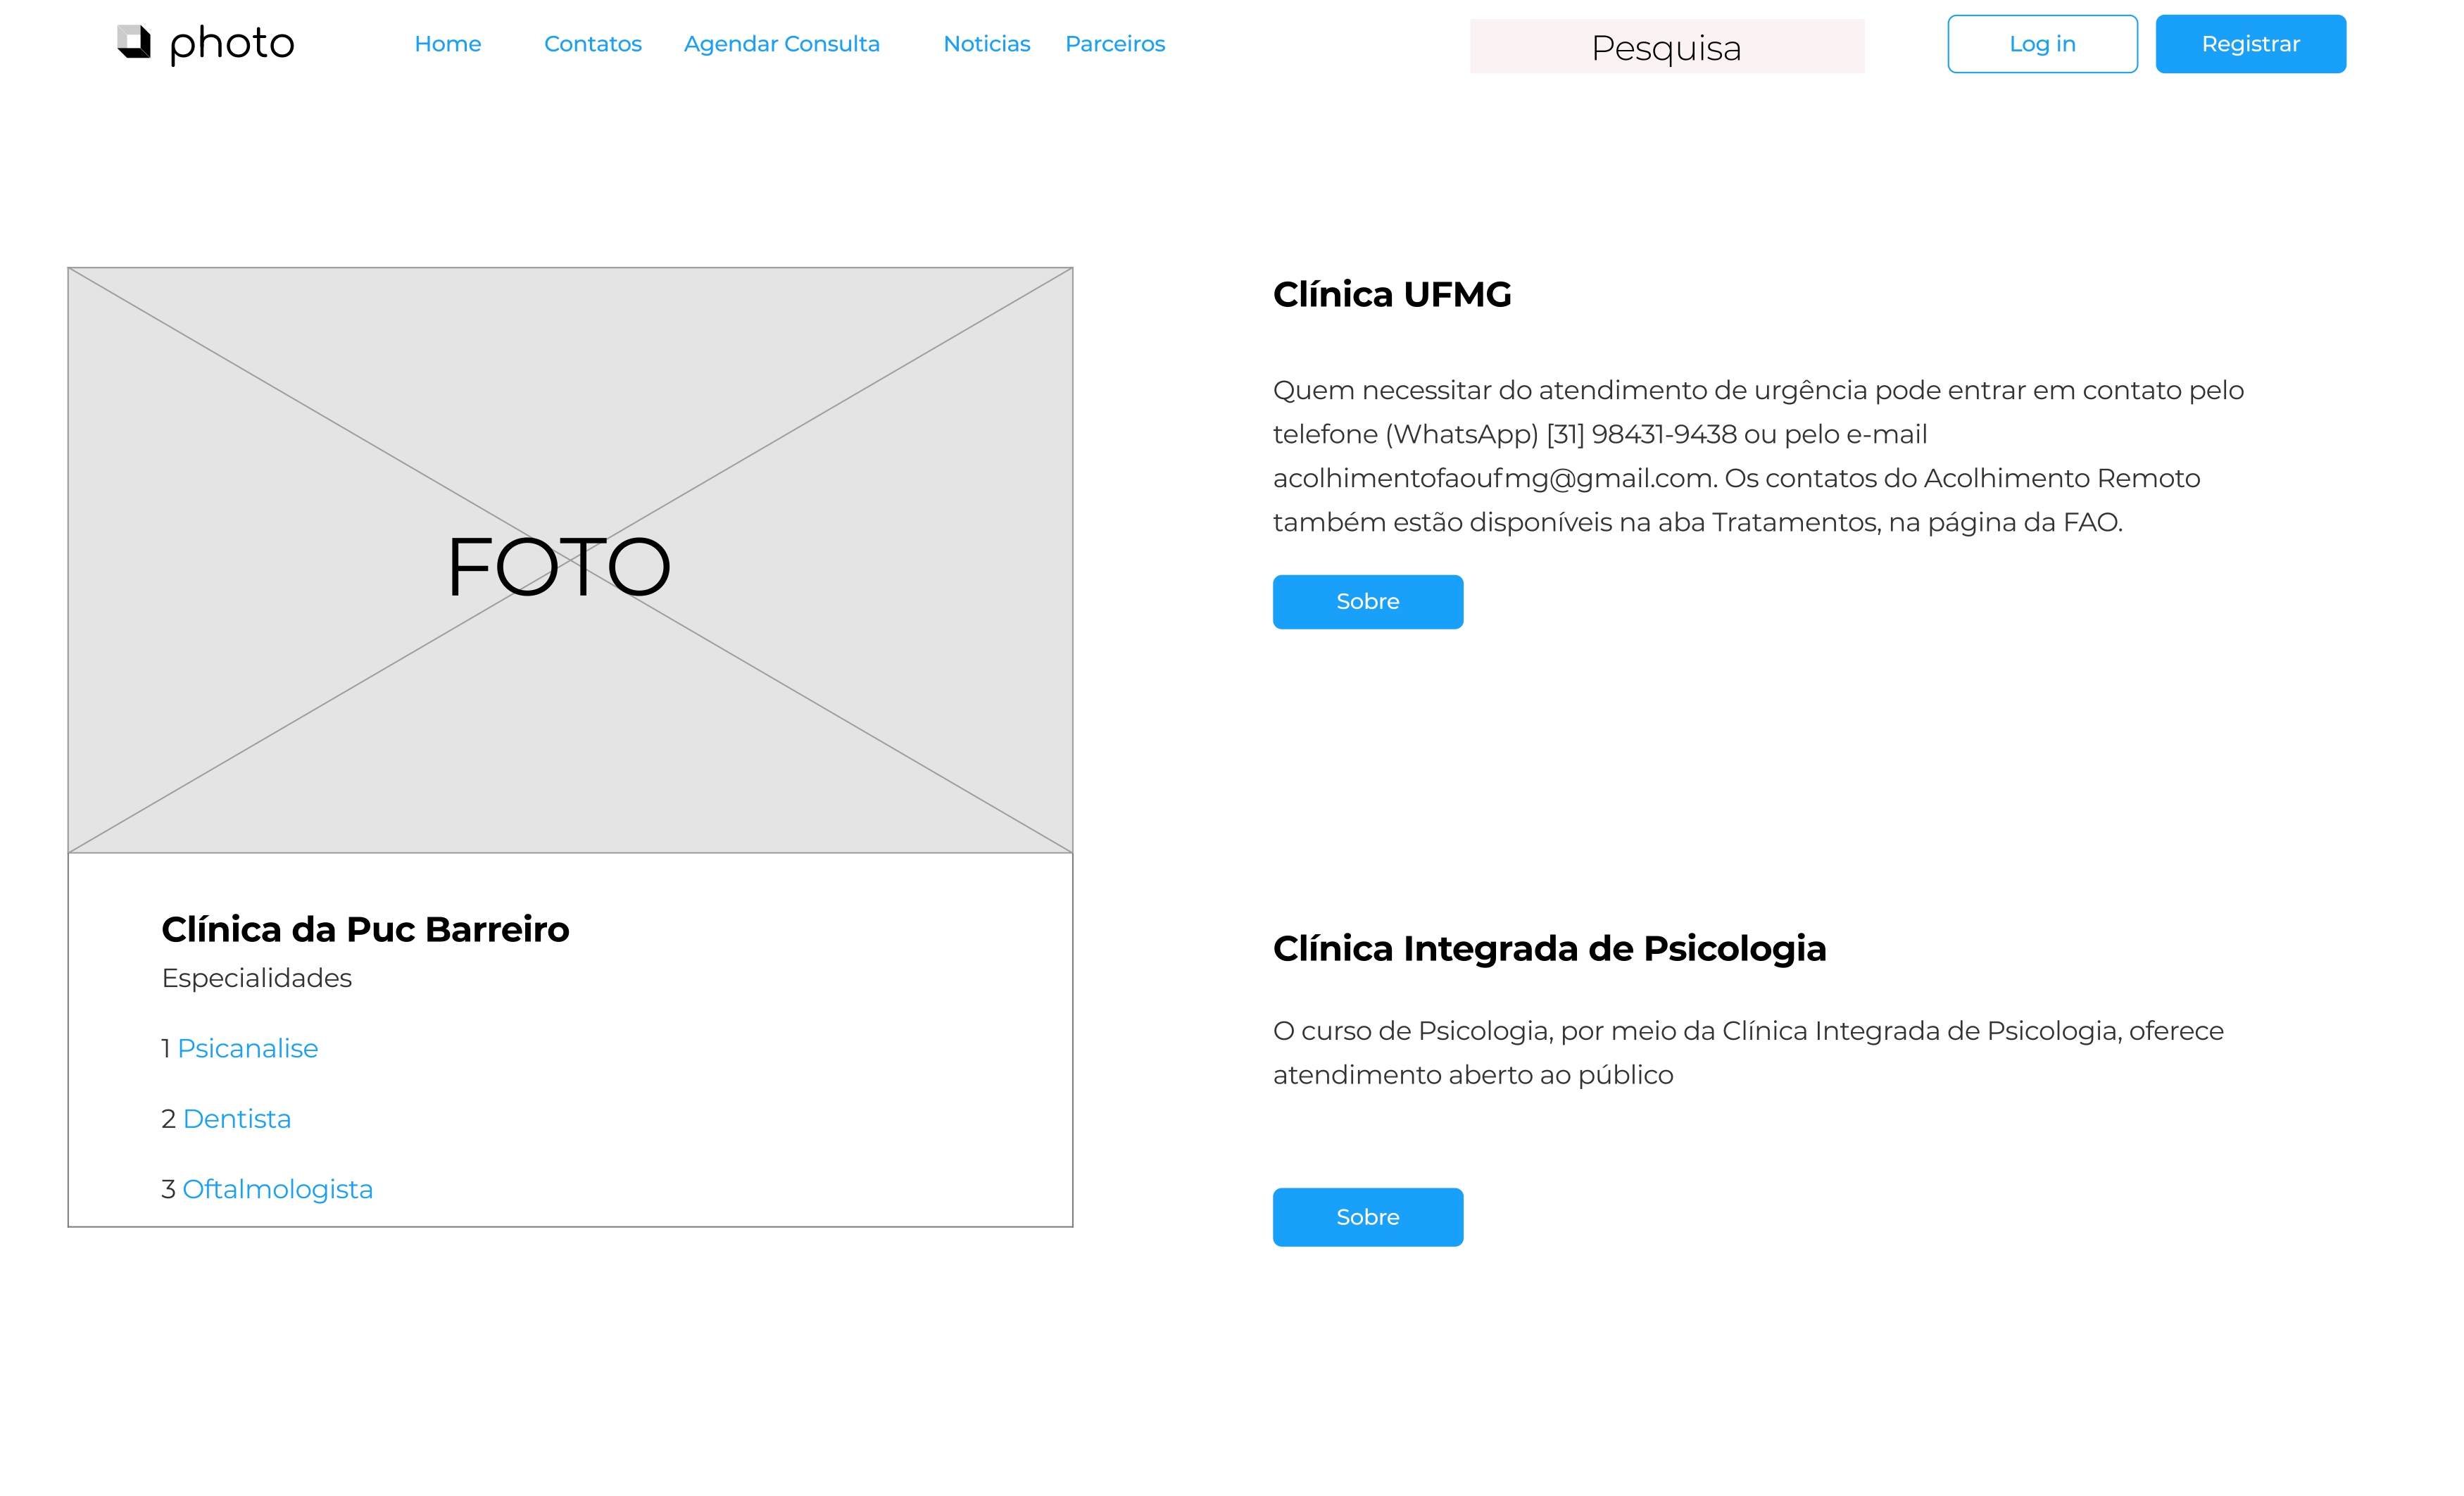 photo
Home
Contatos
Agendar Consulta
Noticias
Parceiros
Pesquisa
Log in
Registrar
FOTO
Clínica da Puc Barreiro
Especialidades
1 Psicanalise
2 Dentista
3 Oftalmologista
Clínica UFMG
Quem necessitar do atendimento de urgência pode entrar em contato pelo
telefone (WhatsApp) [31] 98431-9438 ou pelo e-mail
acolhimentofaoufmg@gmail.com. Os contatos do Acolhimento Remoto
também estão disponíveis na aba Tratamentos, na página da FAO.
Sobre
Clínica Integrada de Psicologia
O curso de Psicologia, por meio da Clínica Integrada de Psicologia, oferece
atendimento aberto ao público
Sobre